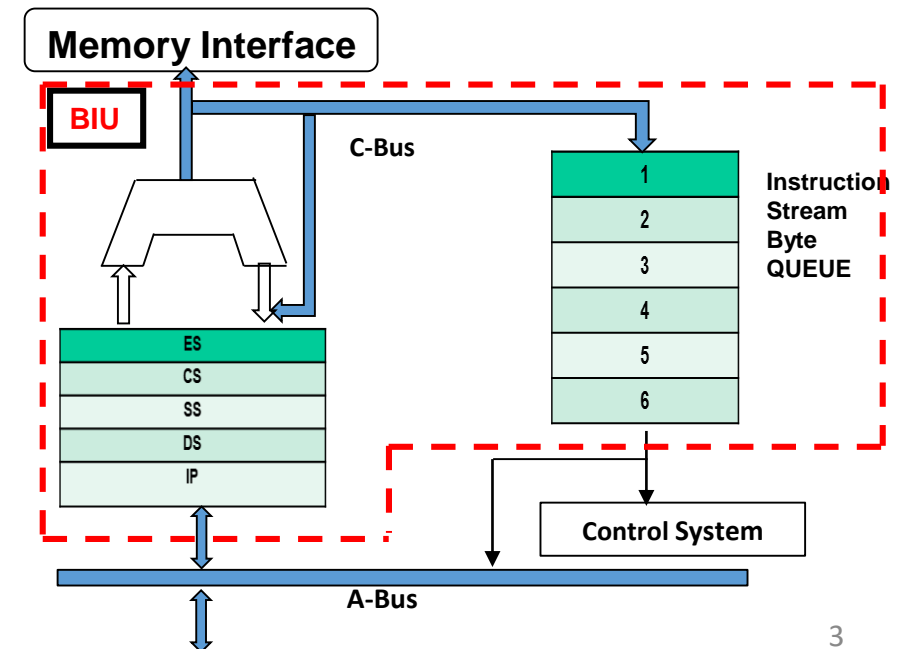 Memory Interface
BIU
C-Bus
1
2
3
4
5
6
Instruction
Stream
Byte
QUEUE
ES
CS
SS
DS
IP
Control System
A-Bus
3